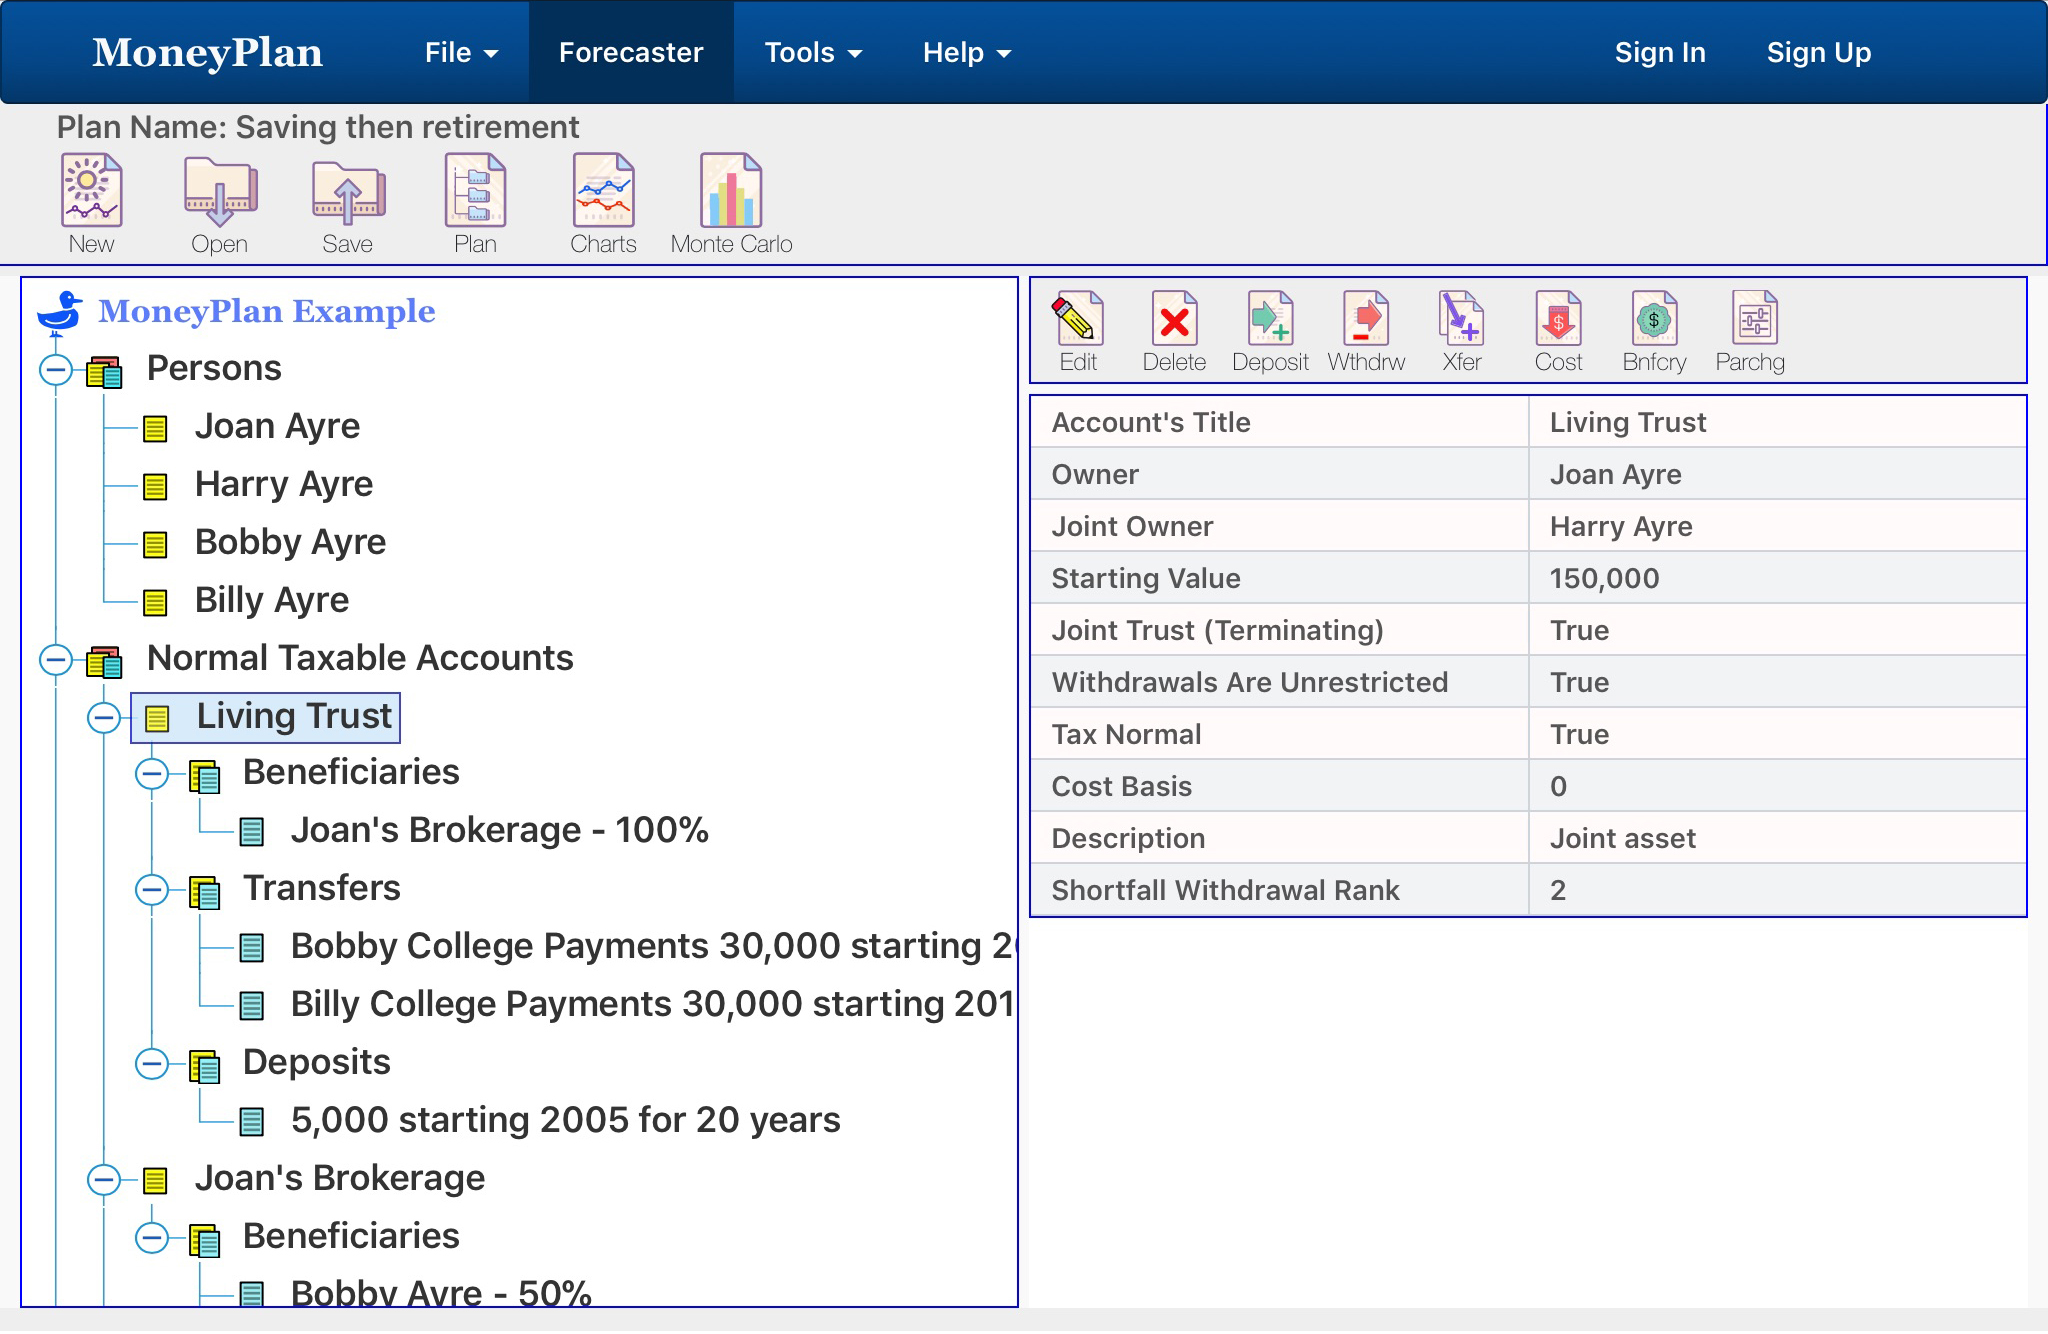 MoneyPlan File Forecaster Tools Help Sign In Sign Up
Plan Name: Saving then retirement
New Open Save Plan Charts Monte Carlo
MoneyPlan Example
Persons
Joan Ayre
Harry Ayre
Bobby Ayre
Billy Ayre
Normal Taxable Accounts
Living Trust
Beneficiaries
Joan's Brokerage - 100%
Transfers
Bobby College Payments 30,000 starting
Billy College Payments 30,000 starting 201
Deposits
5,000 starting 2005 for 20 years
Joan's Brokerage
Beneficiaries
Bobby Ayre - 50%
Edit Delete Deposit Wthdrw Xfer Cost Bnfcry Parchg
Account's Title Living Trust
Owner Joan Ayre
Joint Owner Harry Ayre
Starting Value 150,000
Joint Trust (Terminating) True
Withdrawals Are Unrestricted True
Tax Normal True
Cost Basis 0
Description Joint asset
Shortfall Withdrawal Rank 2